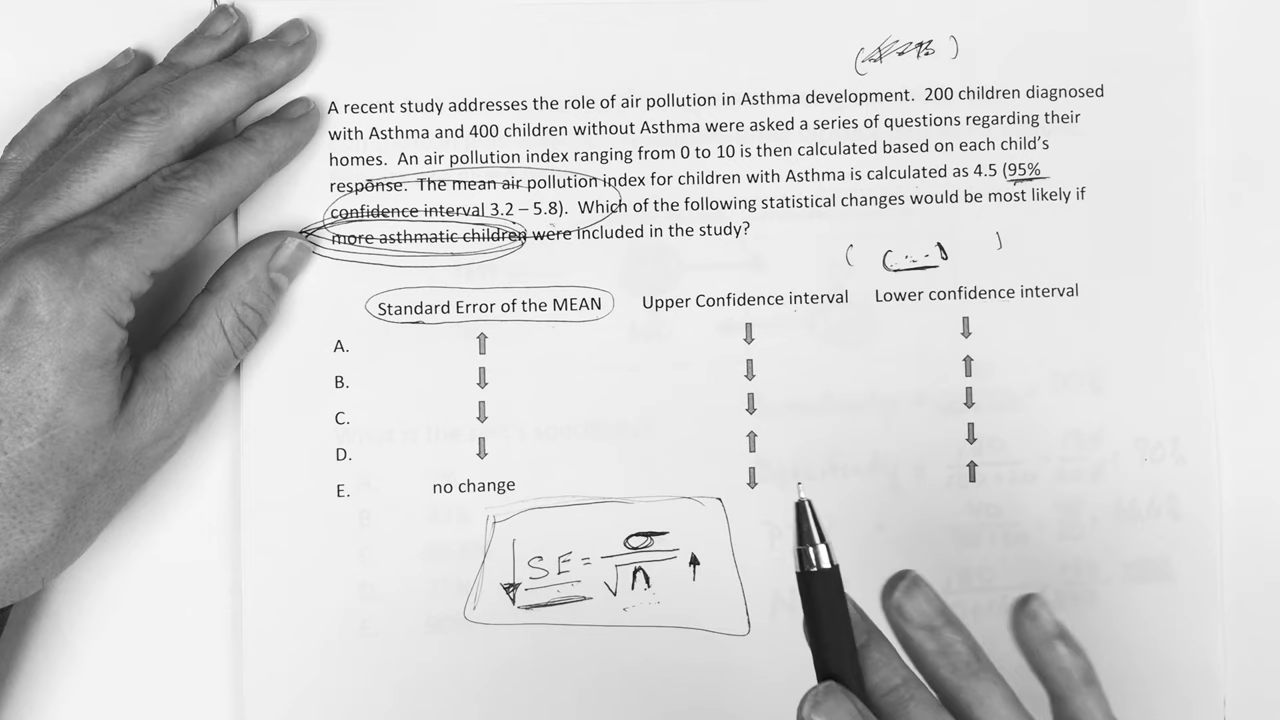 A recent study addresses the role of air pollution in Asthma development. 200 children diagnosed
with Asthma and 400 children without Asthma were asked a series of questions regarding their
homes. An air pollution index ranging from 0 to 10 is then calculated based on each child's
response. The mean air pollution index for children with Asthma is calculated as 4.5 (95%
confidence interval 3.2 – 5.8). Which of the following statistical changes would be most likely if
more asthmatic children were included in the study?
Standard Error of the MEAN Upper Confidence interval Lower confidence interval
A. ⇧ ⇩ ⇩
B. ⇩ ⇩ ⇧
C. ⇩ ⇩ ⇩
D. ⇩ ⇧ ⇩
E. no change ⇩ ⇧
↓ SE = σ / √n ↑